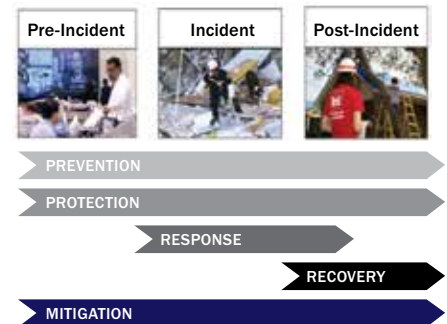 Pre-Incident
Incident
Post-Incident
PREVENTION
PROTECTION
RESPONSE
RECOVERY
MITIGATION